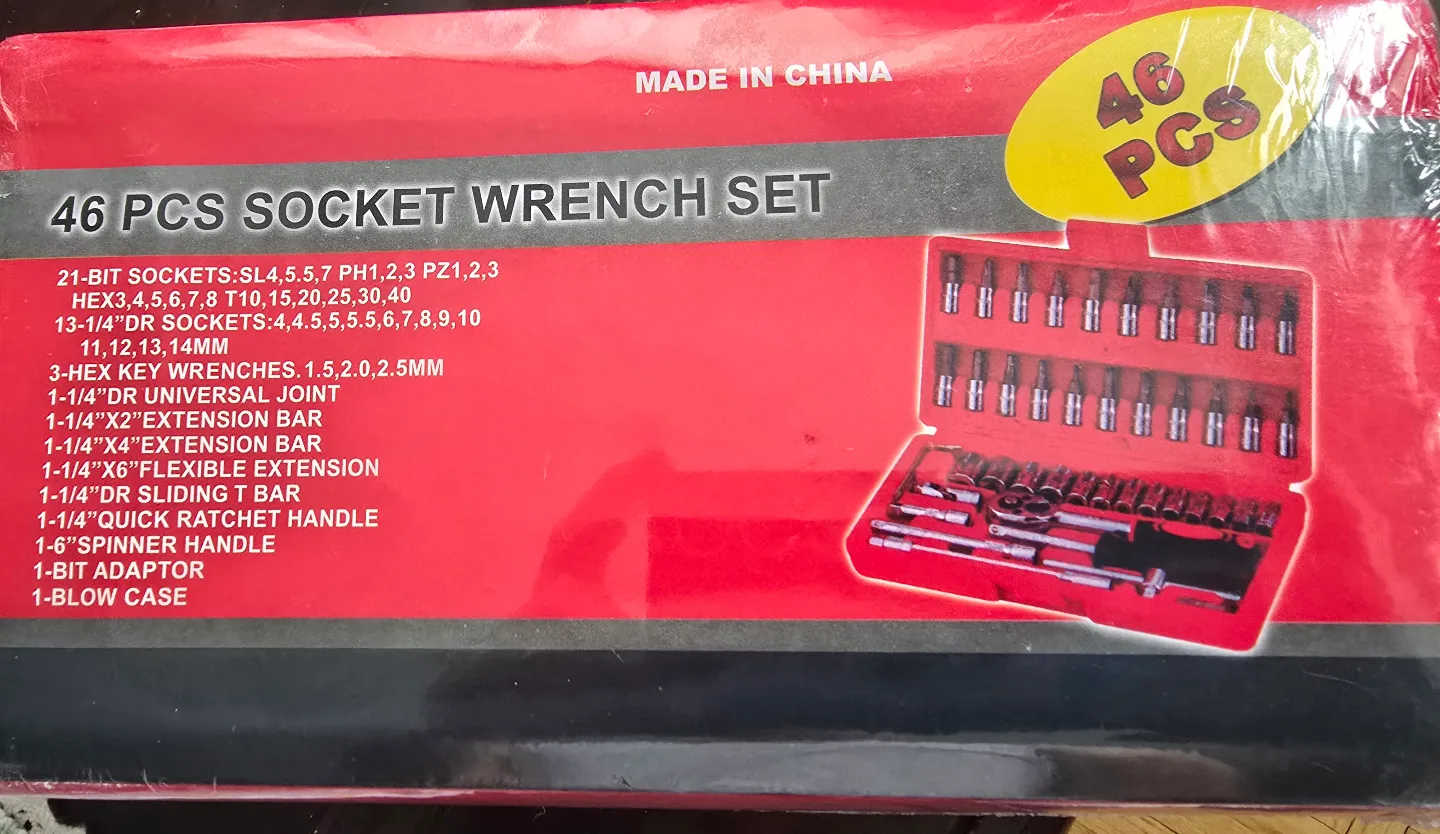 MADE IN CHINA
46
PCS
46 PCS SOCKET WRENCH SET
21-BIT SOCKETS:SL4,5.5,7 PH1,2,3 PZ1,2,3
HEX3,4,5,6,7,8 T10,15,20,25,30,40
13-1/4”DR SOCKETS:4,4.5,5,5.5,6,7,8,9,10
11,12,13,14MM
3-HEX KEY WRENCHES.1.5,2.0,2.5MM
1-1/4”DR UNIVERSAL JOINT
1-1/4”X2”EXTENSION BAR
1-1/4”X4”EXTENSION BAR
1-1/4”X6”FLEXIBLE EXTENSION
1-1/4”DR SLIDING T BAR
1-1/4”QUICK RATCHET HANDLE
1-6”SPINNER HANDLE
1-BIT ADAPTOR
1-BLOW CASE